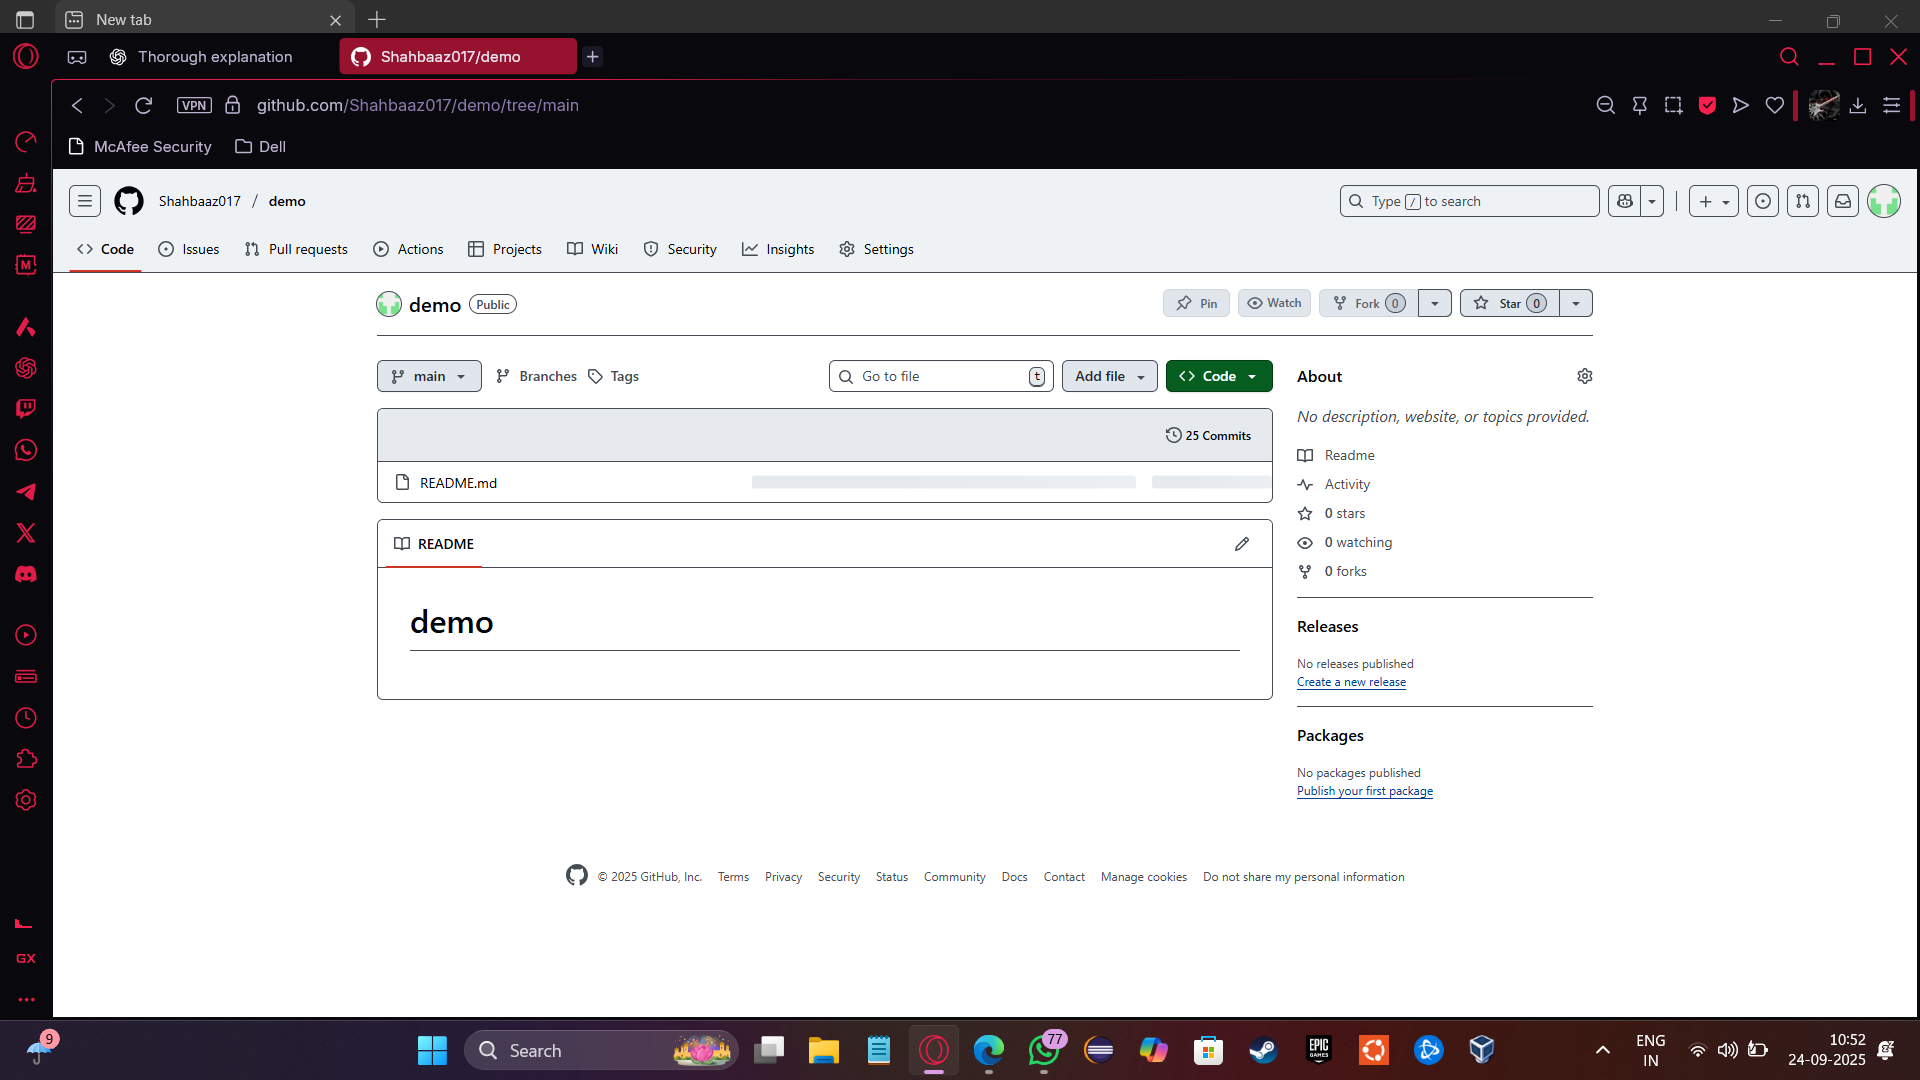 New tab
Thorough explanation
Shahbaaz017/demo
VPN
github.com/Shahbaaz017/demo/tree/main
McAfee Security
Dell
Shahbaaz017 / demo
Type / to search
Code
Issues
Pull requests
Actions
Projects
Wiki
Security
Insights
Settings
demo
Public
Pin
Watch
Fork 0
Star 0
main
Branches
Tags
Go to file
t
Add file
Code
25 Commits
README.md
README
demo
About
No description, website, or topics provided.
Readme
Activity
0 stars
0 watching
0 forks
Releases
No releases published
Create a new release
Packages
No packages published
Publish your first package
© 2025 GitHub, Inc.
Terms
Privacy
Security
Status
Community
Docs
Contact
Manage cookies
Do not share my personal information
M
GX
9
Search
77
EPIC
GAMES
ENG
IN
10:52
24-09-2025